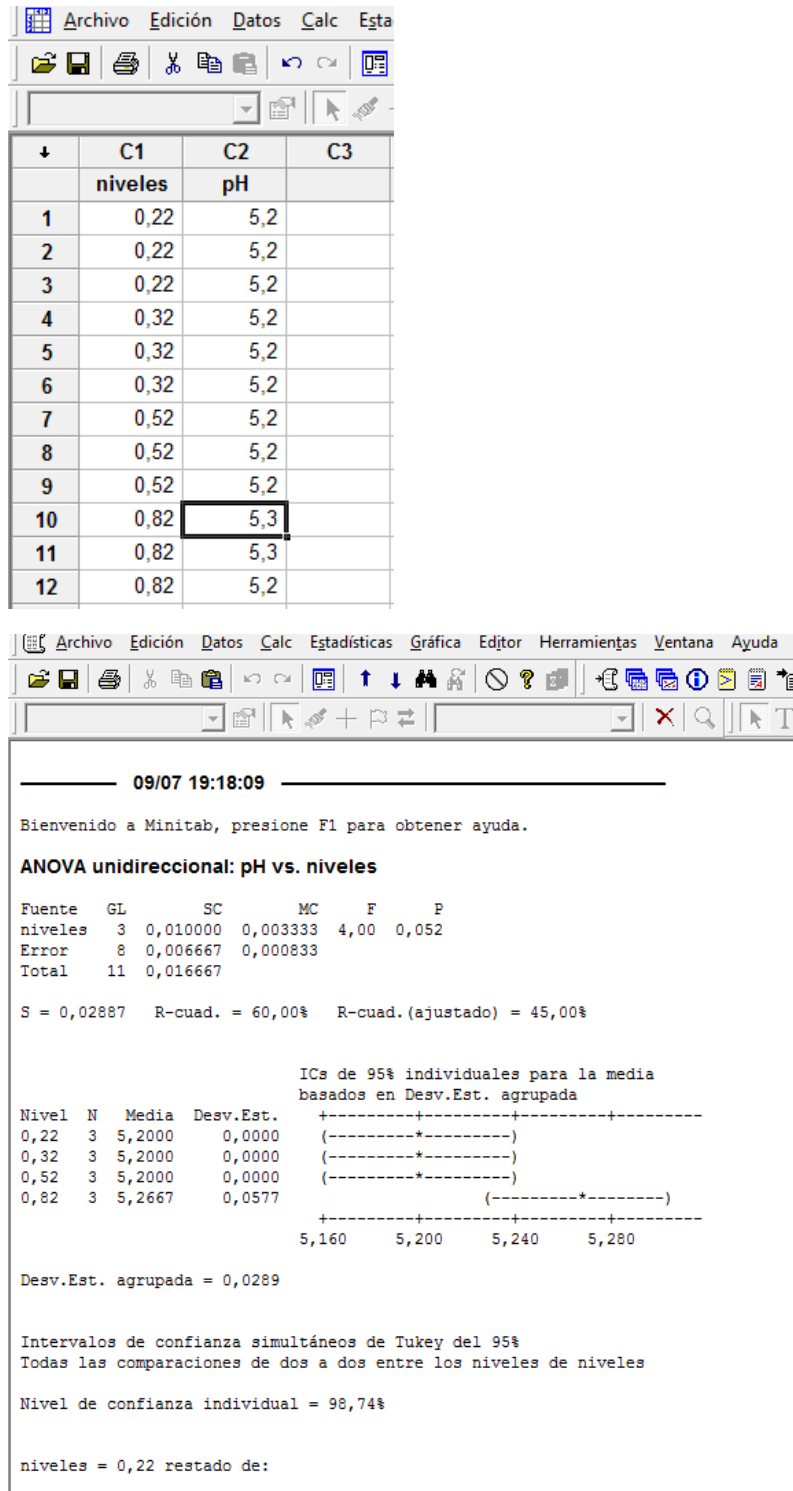 Archivo Edición Datos Calc Esta
C1 C2 C3
niveles pH
1 0,22 5,2
2 0,22 5,2
3 0,22 5,2
4 0,32 5,2
5 0,32 5,2
6 0,32 5,2
7 0,52 5,2
8 0,52 5,2
9 0,52 5,2
10 0,82 5,3
11 0,82 5,3
12 0,82 5,2
Archivo Edición Datos Calc Estadísticas Gráfica Editor Herramientas Ventana Ayuda
09/07 19:18:09
Bienvenido a Minitab, presione F1 para obtener ayuda.
ANOVA unidireccional: pH vs. niveles
Fuente GL SC MC F P
niveles 3 0,010000 0,003333 4,00 0,052
Error 8 0,006667 0,000833
Total 11 0,016667
S = 0,02887 R-cuad. = 60,00% R-cuad.(ajustado) = 45,00%
ICs de 95% individuales para la media
basados en Desv.Est. agrupada
Nivel N Media Desv.Est. +---------+---------+---------+---------
0,22 3 5,2000 0,0000 (---------*---------)
0,32 3 5,2000 0,0000 (---------*---------)
0,52 3 5,2000 0,0000 (---------*---------)
0,82 3 5,2667 0,0577 (---------*--------)
+---------+---------+---------+---------
5,160 5,200 5,240 5,280
Desv.Est. agrupada = 0,0289
Intervalos de confianza simultáneos de Tukey del 95%
Todas las comparaciones de dos a dos entre los niveles de niveles
Nivel de confianza individual = 98,74%
niveles = 0,22 restado de: